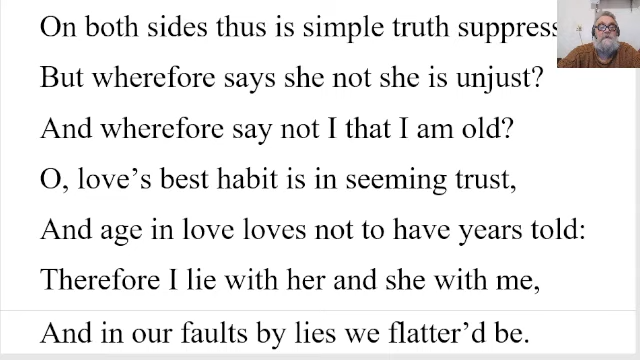 On both sides thus is simple truth suppress
But wherefore says she not she is unjust?
And wherefore say not I that I am old?
O, love’s best habit is in seeming trust,
And age in love loves not to have years told:
Therefore I lie with her and she with me,
And in our faults by lies we flatter’d be.